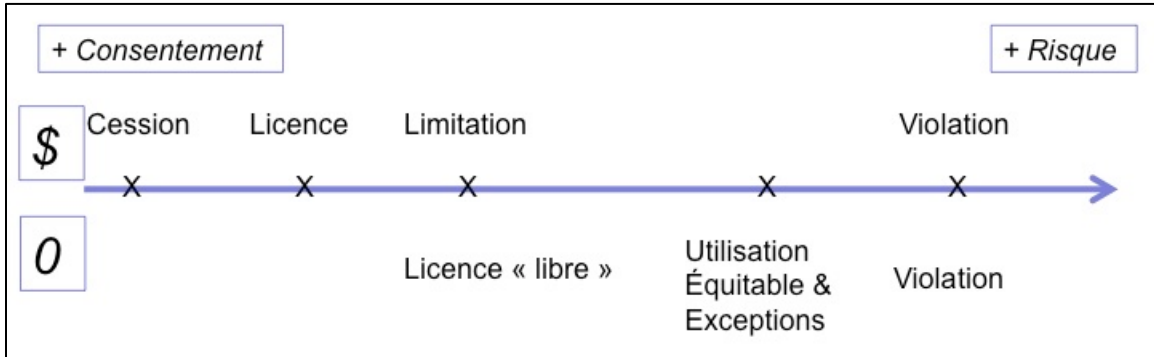 + Consentement
+ Risque
$
Cession
Licence
Limitation
Violation
X
X
X
X
X
0
Licence « libre »
Utilisation
Équitable &
Exceptions
Violation